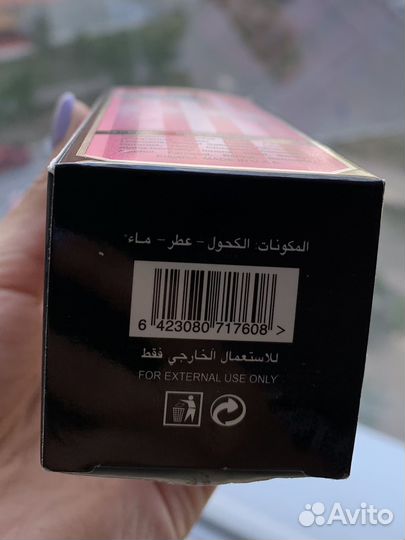 المكونات: الكحول - عطر - ماء
6 423080 717608 >
للاستعمال الخارجي فقط
FOR EXTERNAL USE ONLY
Avito